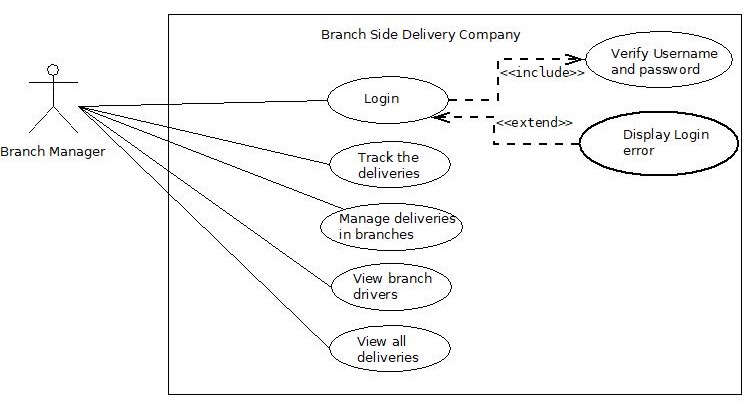 Branch Side Delivery Company
Verify Username
and password
<<include>>
Login
<<extend>>
Display Login
error
Branch Manager
Track the
deliveries
Manage deliveries
in branches
View branch
drivers
View all
deliveries